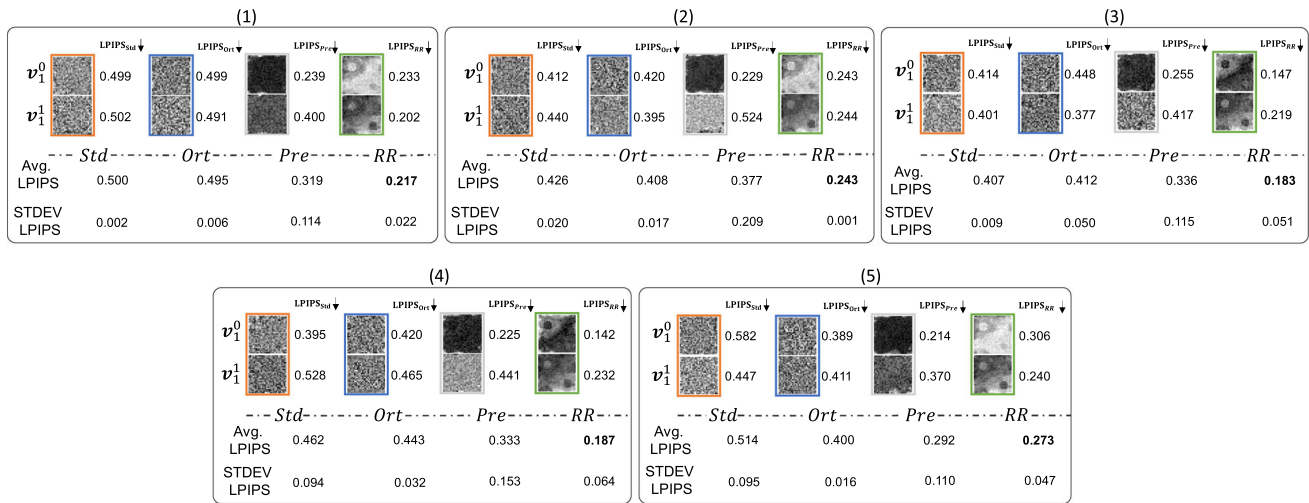 (1)
LPIPS_Std ↓ LPIPS_Ort ↓ LPIPS_Pre ↓ LPIPS_RR ↓
v_1^0 0.499 0.499 0.239 0.233
v_1^1 0.502 0.491 0.400 0.202
Std Ort Pre RR
Avg. LPIPS 0.500 0.495 0.319 0.217
STDEV LPIPS 0.002 0.006 0.114 0.022
(2)
LPIPS_Std ↓ LPIPS_Ort ↓ LPIPS_Pre ↓ LPIPS_RR ↓
v_1^0 0.412 0.420 0.229 0.243
v_1^1 0.440 0.395 0.524 0.244
Std Ort Pre RR
Avg. LPIPS 0.426 0.408 0.377 0.243
STDEV LPIPS 0.020 0.017 0.209 0.001
(3)
LPIPS_Std ↓ LPIPS_Ort ↓ LPIPS_Pre ↓ LPIPS_RR ↓
v_1^0 0.414 0.448 0.255 0.147
v_1^1 0.401 0.377 0.417 0.219
Std Ort Pre RR
Avg. LPIPS 0.407 0.412 0.336 0.183
STDEV LPIPS 0.009 0.050 0.115 0.051
(4)
LPIPS_Std ↓ LPIPS_Ort ↓ LPIPS_Pre ↓ LPIPS_RR ↓
v_1^0 0.395 0.420 0.225 0.142
v_1^1 0.528 0.465 0.441 0.232
Std Ort Pre RR
Avg. LPIPS 0.462 0.443 0.333 0.187
STDEV LPIPS 0.094 0.032 0.153 0.064
(5)
LPIPS_Std ↓ LPIPS_Ort ↓ LPIPS_Pre ↓ LPIPS_RR ↓
v_1^0 0.582 0.389 0.214 0.306
v_1^1 0.447 0.411 0.370 0.240
Std Ort Pre RR
Avg. LPIPS 0.514 0.400 0.292 0.273
STDEV LPIPS 0.095 0.016 0.110 0.047